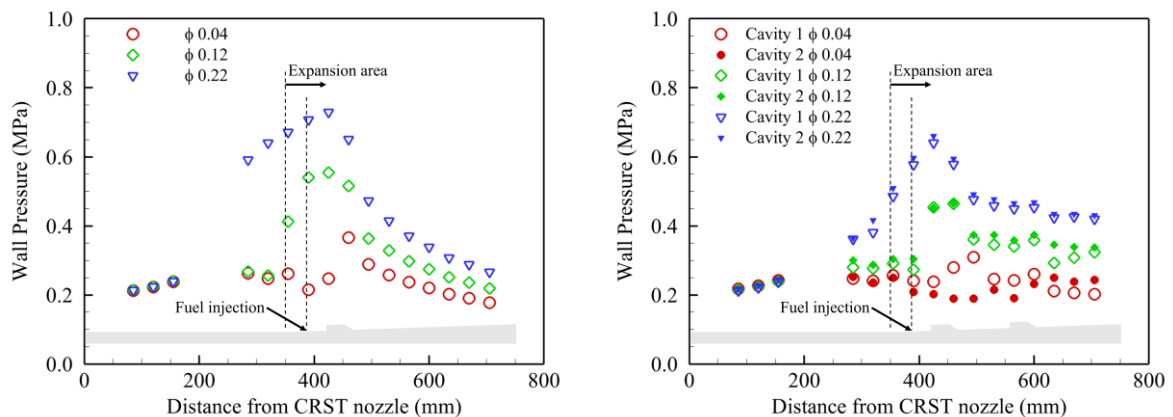 1.0
0.8
0.6
0.4
0.2
0.0
Wall Pressure (MPa)
ϕ 0.04
ϕ 0.12
ϕ 0.22
Expansion area
Fuel injection
0 200 400 600 800
Distance from CRST nozzle (mm)
1.0
0.8
0.6
0.4
0.2
0.0
Wall Pressure (MPa)
Cavity 1 ϕ 0.04
Cavity 2 ϕ 0.04
Cavity 1 ϕ 0.12
Cavity 2 ϕ 0.12
Cavity 1 ϕ 0.22
Cavity 2 ϕ 0.22
Expansion area
Fuel injection
0 200 400 600 800
Distance from CRST nozzle (mm)